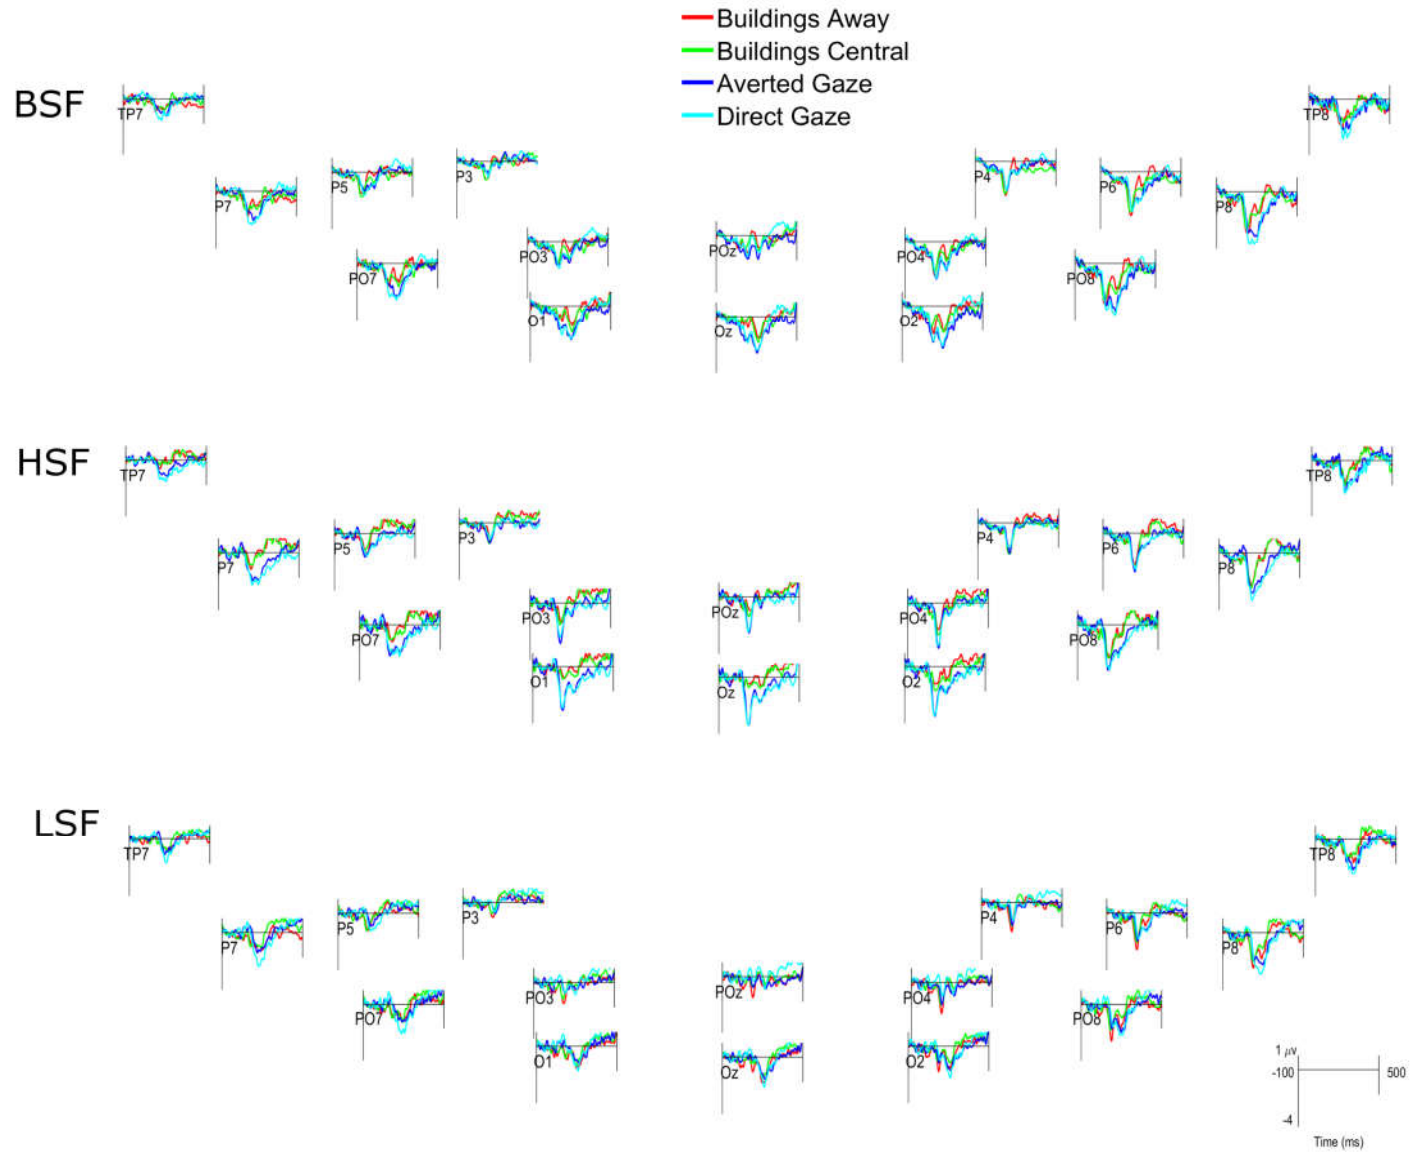 Buildings Away
Buildings Central
Averted Gaze
Direct Gaze
BSF
TP7
TP8
P5
P3
P4
P6
P7
P8
PO7
PO3
POz
PO4
PO8
O1
Oz
O2
HSF
TP7
TP8
P5
P3
P4
P6
P7
P8
PO7
PO3
POz
PO4
PO8
O1
Oz
O2
LSF
TP7
TP8
P5
P3
P4
P6
P7
P8
PO7
PO3
POz
PO4
PO8
O1
Oz
O2
1 μv
-100 500
-4
Time (ms)